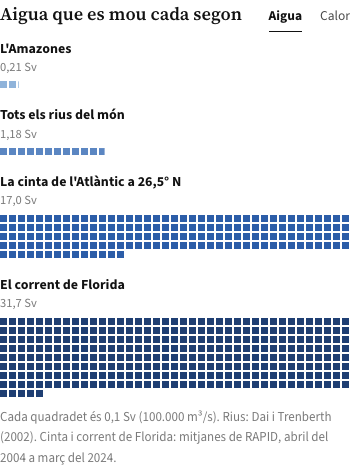 Aigua que es mou cada segon
Aigua Calor
L'Amazones
0,21 Sv
Tots els rius del món
1,18 Sv
La cinta de l'Atlàntic a 26,5° N
17,0 Sv
El corrent de Florida
31,7 Sv
Cada quadradet és 0,1 Sv (100.000 m³/s). Rius: Dai i Trenberth
(2002). Cinta i corrent de Florida: mitjanes de RAPID, abril del
2004 a març del 2024.